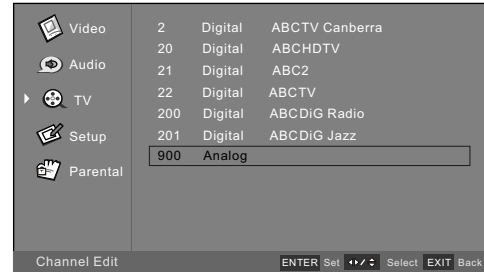 Video
Audio
TV
Setup
Parental
2 Digital ABCTV Canberra
20 Digital ABCHDTV
21 Digital ABC2
22 Digital ABCTV
200 Digital ABCDiG Radio
201 Digital ABCDiG Jazz
900 Analog
Channel Edit
ENTER Set Select EXIT Back